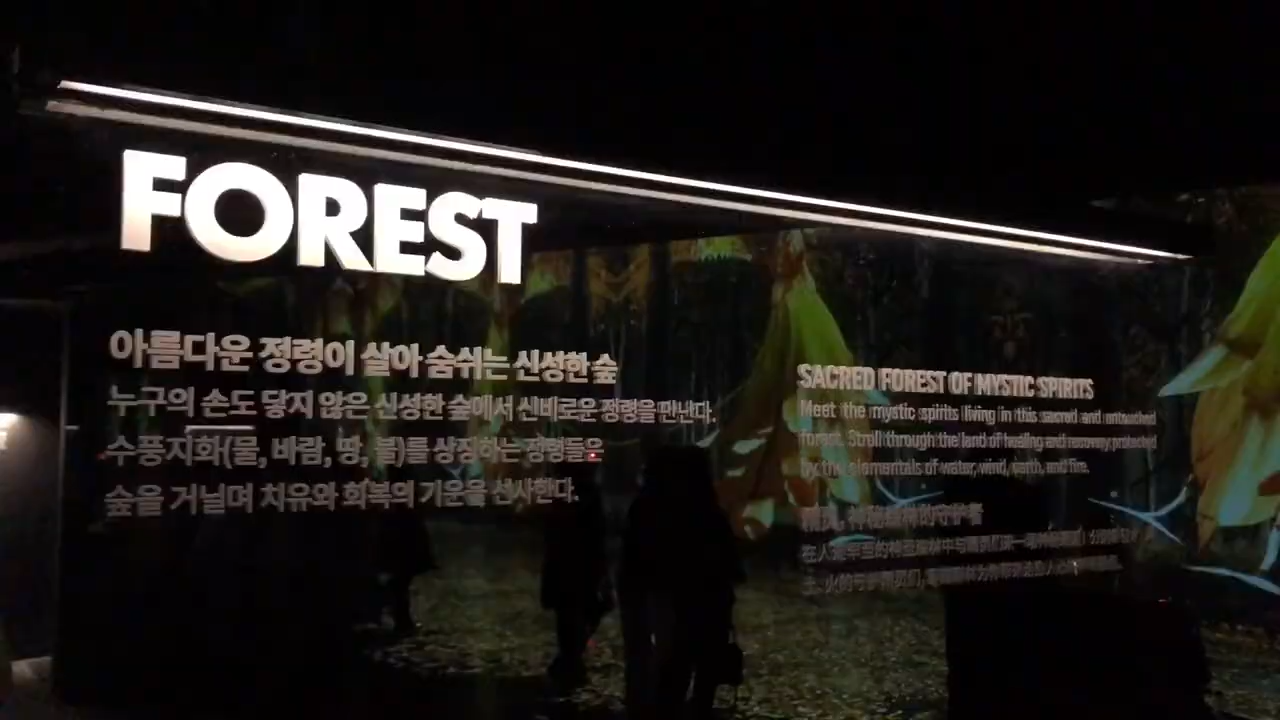 FOREST
아름다운 정령이 살아 숨쉬는 신성한 숲
누구의 손도 닿지 않은 신성한 숲에서 신비로운 정령을 만난다.
수풍지화(물, 바람, 땅, 불)를 상징하는 정령들은
숲을 거닐며 치유와 회복의 기운을 선사한다.
SACRED FOREST OF MYSTIC SPIRITS
Meet the mystic spirits living in this sacred and untouched
forest. Stroll through the land of healing and recovery, protected
by the elementals of water, wind, earth, and fire.